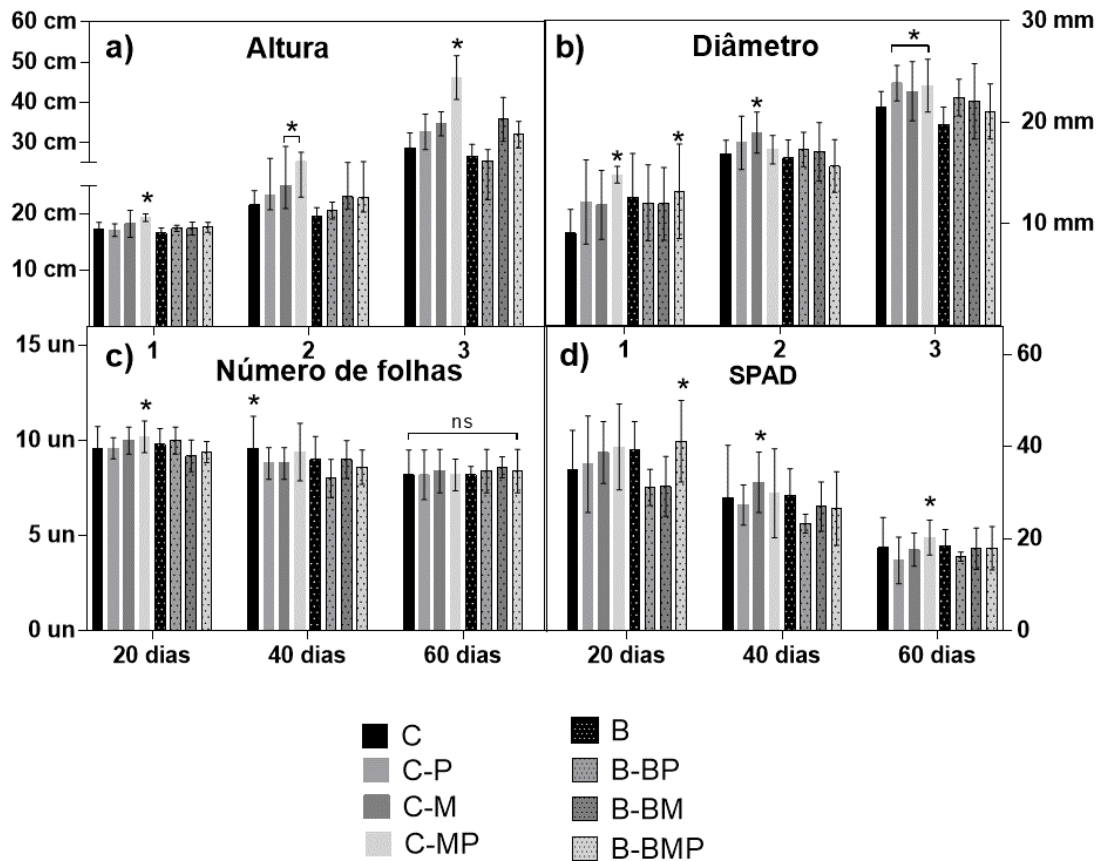 60 cm
50 cm
40 cm
30 cm
20 cm
10 cm
a) Altura
*
*
*
1 2 3
b) Diâmetro
*
*
*
*
1 2 3
30 mm
20 mm
10 mm
15 un
10 un
5 un
0 un
c) Número de folhas
*
*
ns
20 dias 40 dias 60 dias
d) SPAD
*
*
*
20 dias 40 dias 60 dias
60
40
20
0
C
C-P
C-M
C-MP
B
B-BP
B-BM
B-BMP